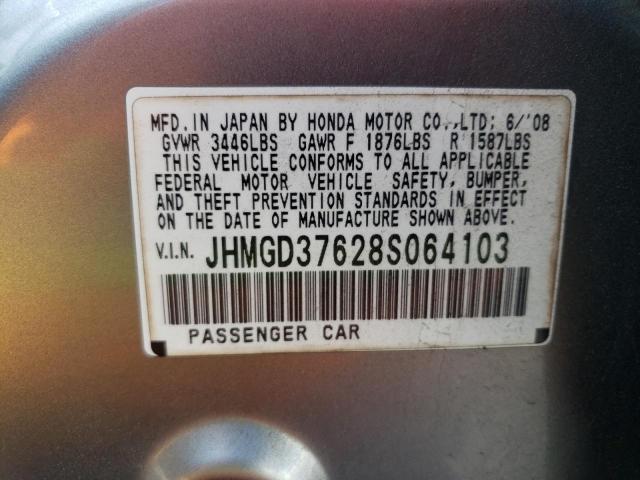 MFD. IN JAPAN BY HONDA MOTOR CO.,LTD; 6/'08
GVWR 3446LBS GAWR F 1876LBS R 1587LBS
THIS VEHICLE CONFORMS TO ALL APPLICABLE
FEDERAL MOTOR VEHICLE SAFETY, BUMPER,
AND THEFT PREVENTION STANDARDS IN EFFECT
ON THE DATE OF MANUFACTURE SHOWN ABOVE.
V.I.N. JHMGD37628S064103
PASSENGER CAR